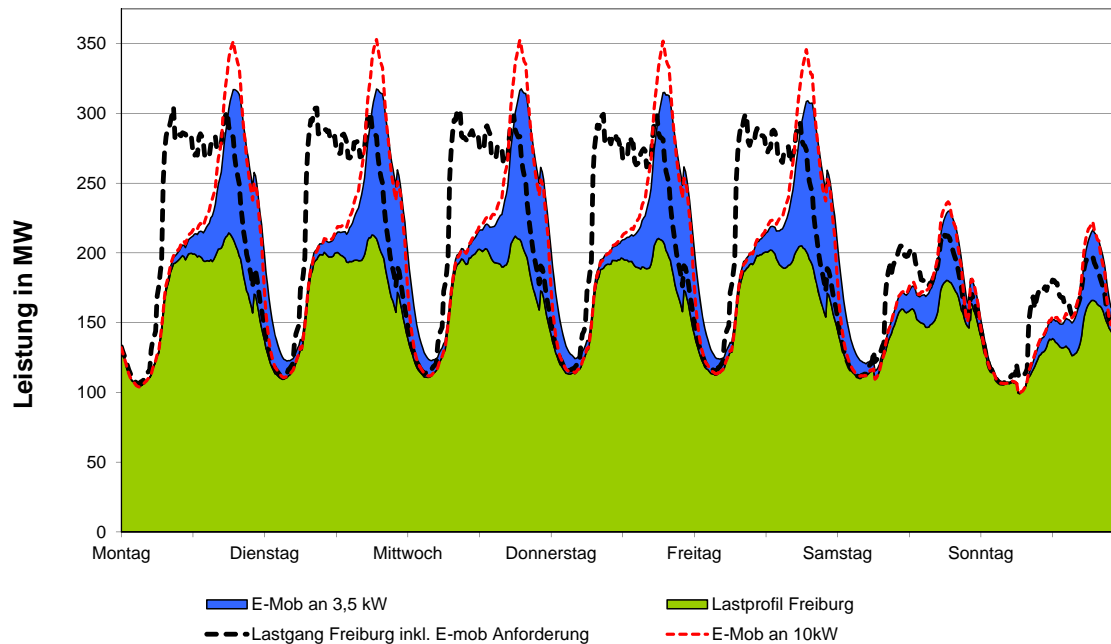 Leistung in MW
350
300
250
200
150
100
50
0
Montag Dienstag Mittwoch Donnerstag Freitag Samstag Sonntag
E-Mob an 3,5 kW Lastprofil Freiburg
Lastgang Freiburg inkl. E-mob Anforderung E-Mob an 10kW